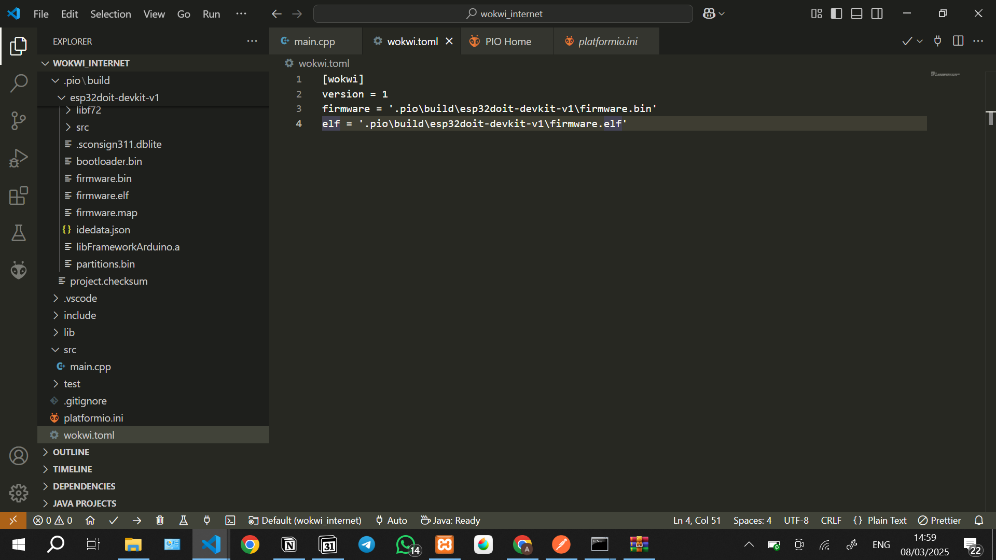 File Edit Selection View Go Run ···
wokwi_internet
EXPLORER
main.cpp
wokwi.toml
PIO Home
platformio.ini
WOKWI_INTERNET
.pio \ build
esp32doit-devkit-v1
libf72
src
.sconsign311.dblite
bootloader.bin
firmware.bin
firmware.elf
firmware.map
{} idedata.json
libFrameworkArduino.a
partitions.bin
project.checksum
.vscode
include
lib
src
main.cpp
test
.gitignore
platformio.ini
wokwi.toml
OUTLINE
TIMELINE
DEPENDENCIES
JAVA PROJECTS
wokwi.toml
1 [wokwi]
2 version = 1
3 firmware = '.pio\build\esp32doit-devkit-v1\firmware.bin'
4 elf = '.pio\build\esp32doit-devkit-v1\firmware.elf'
0 0 Default (wokwi_internet) Auto Java: Ready Ln 4, Col 51 Spaces: 4 UTF-8 CRLF {} Plain Text Prettier
14 31 A ENG 14:59
08/03/2025 22